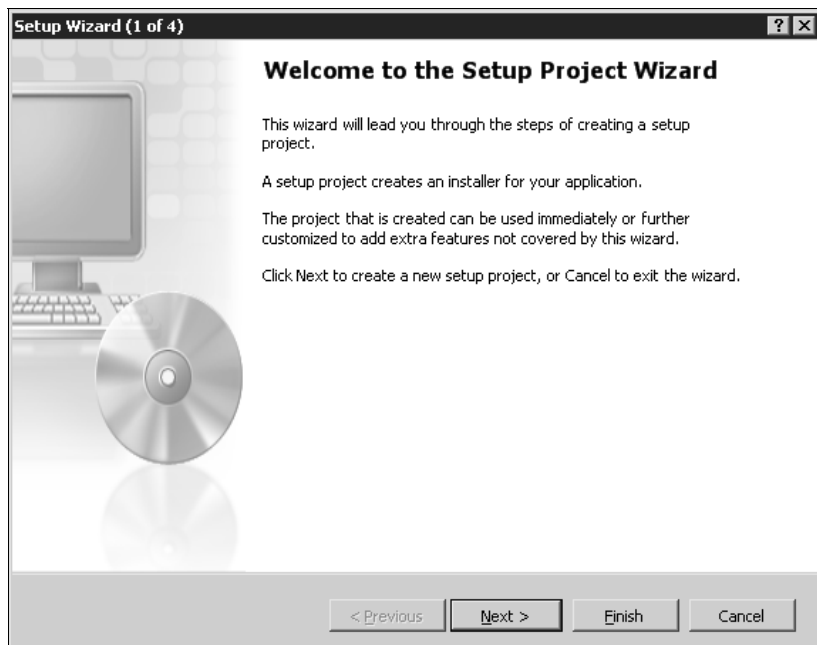 Setup Wizard (1 of 4)
Welcome to the Setup Project Wizard
This wizard will lead you through the steps of creating a setup
project.
A setup project creates an installer for your application.
The project that is created can be used immediately or further
customized to add extra features not covered by this wizard.
Click Next to create a new setup project, or Cancel to exit the wizard.
< Previous Next > Finish Cancel